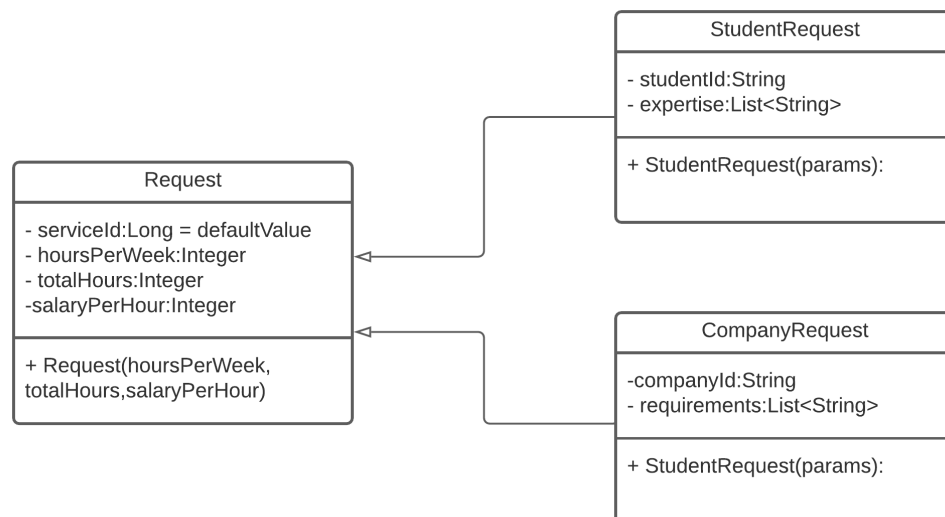 Request
- serviceId:Long = defaultValue
- hoursPerWeek:Integer
- totalHours:Integer
-salaryPerHour:Integer
+ Request(hoursPerWeek,
totalHours,salaryPerHour)
StudentRequest
- studentId:String
- expertise:List<String>
+ StudentRequest(params):
CompanyRequest
-companyId:String
- requirements:List<String>
+ StudentRequest(params):